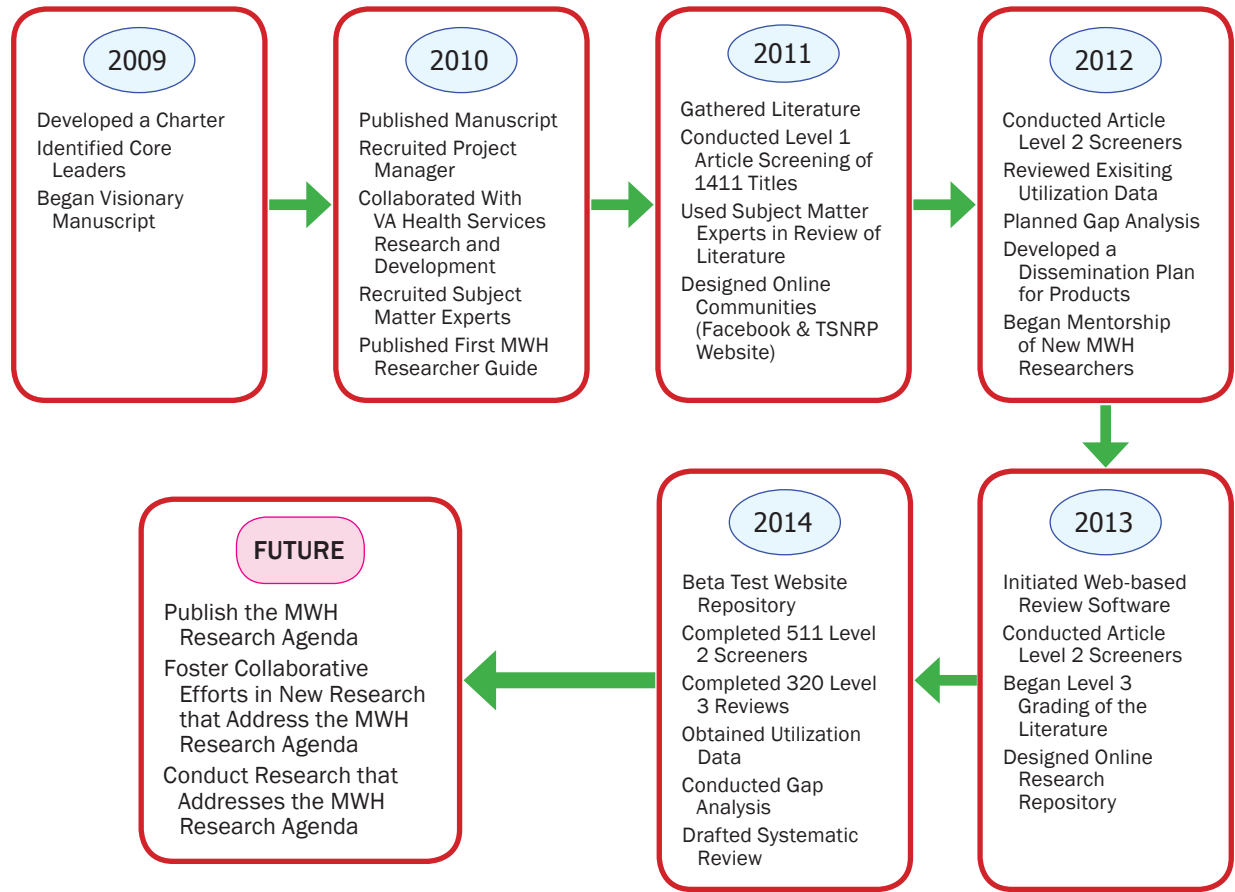 2009
Developed a Charter
Identified Core
Leaders
Began Visionary
Manuscript
2010
Published Manuscript
Recruited Project
Manager
Collaborated With
VA Health Services
Research and
Development
Recruited Subject
Matter Experts
Published First MWH
Researcher Guide
2011
Gathered Literature
Conducted Level 1
Article Screening of
1411 Titles
Used Subject Matter
Experts in Review of
Literature
Designed Online
Communities
(Facebook & TSNRP
Website)
2012
Conducted Article
Level 2 Screeners
Reviewed Exisiting
Utilization Data
Planned Gap Analysis
Developed a
Dissemination Plan
for Products
Began Mentorship
of New MWH
Researchers
2013
Initiated Web-based
Review Software
Conducted Article
Level 2 Screeners
Began Level 3
Grading of the
Literature
Designed Online
Research
Repository
2014
Beta Test Website
Repository
Completed 511 Level
2 Screeners
Completed 320 Level
3 Reviews
Obtained Utilization
Data
Conducted Gap
Analysis
Drafted Systematic
Review
FUTURE
Publish the MWH
Research Agenda
Foster Collaborative
Efforts in New Research
that Address the MWH
Research Agenda
Conduct Research that
Addresses the MWH
Research Agenda